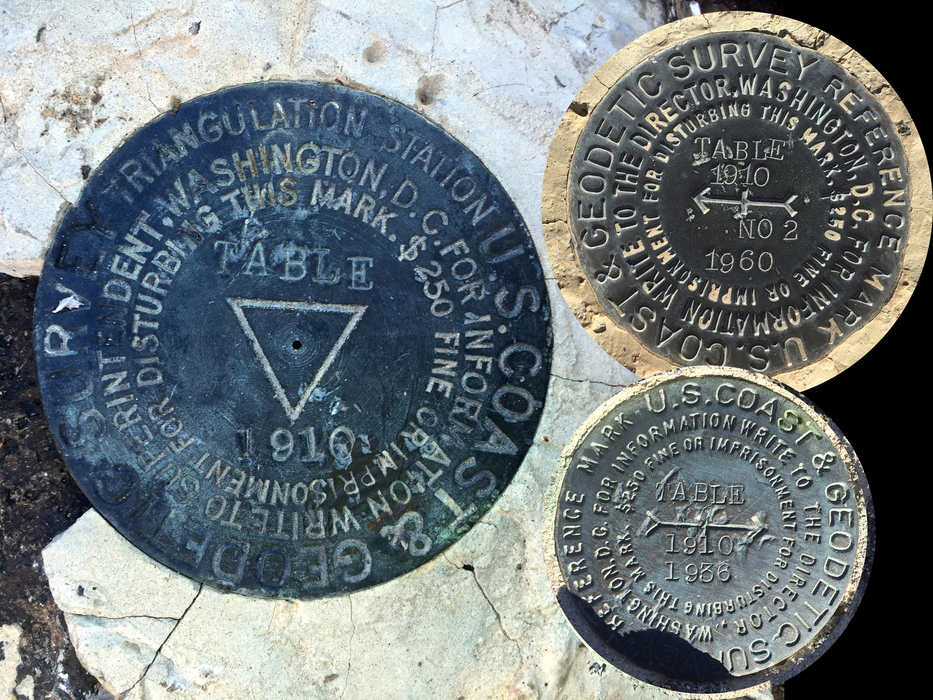 U.S. COAST & GEODETIC SURVEY TRIANGULATION STATION
FOR INFORMATION WRITE TO SUPERINTENDENT, WASHINGTON, D.C.
$250 FINE OR IMPRISONMENT FOR DISTURBING THIS MARK.
TABLE
1910
U.S. COAST & GEODETIC SURVEY REFERENCE MARK
FOR INFORMATION WRITE TO THE DIRECTOR, WASHINGTON, D.C.
$250 FINE OR IMPRISONMENT FOR DISTURBING THIS MARK.
TABLE
1910
NO 2
1960
U.S. COAST & GEODETIC SU
REFERENCE MARK
FOR INFORMATION WRITE TO THE DIRECTOR, WASHINGTON, D.C.
$250 FINE OR IMPRISONMENT FOR DISTURBING THIS MARK.
TABLE
1910
1936